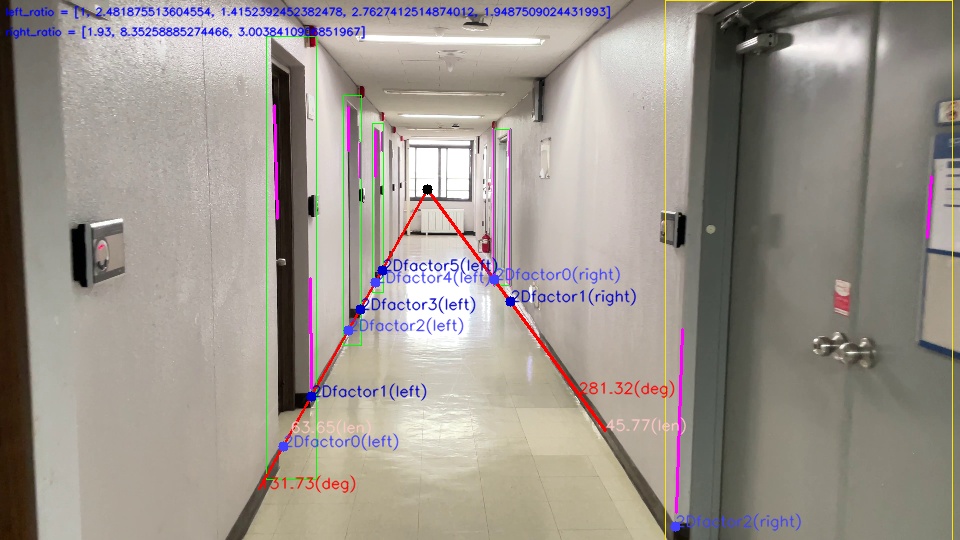 left_ratio = [1, 2.481875513604554, 1.4152392452382478, 2.7627412514874012, 1.9487509024431993]
right_ratio = [1.93, 8.35258885274466, 3.0038410936851967]
2Dfactor5(left)
2Dfactor4(left)
2Dfactor0(right)
2Dfactor3(left)
2Dfactor1(right)
2Dfactor2(left)
281.32(deg)
2Dfactor1(left)
63.65(len)
45.77(len)
2Dfactor0(left)
31.73(deg)
2Dfactor2(right)